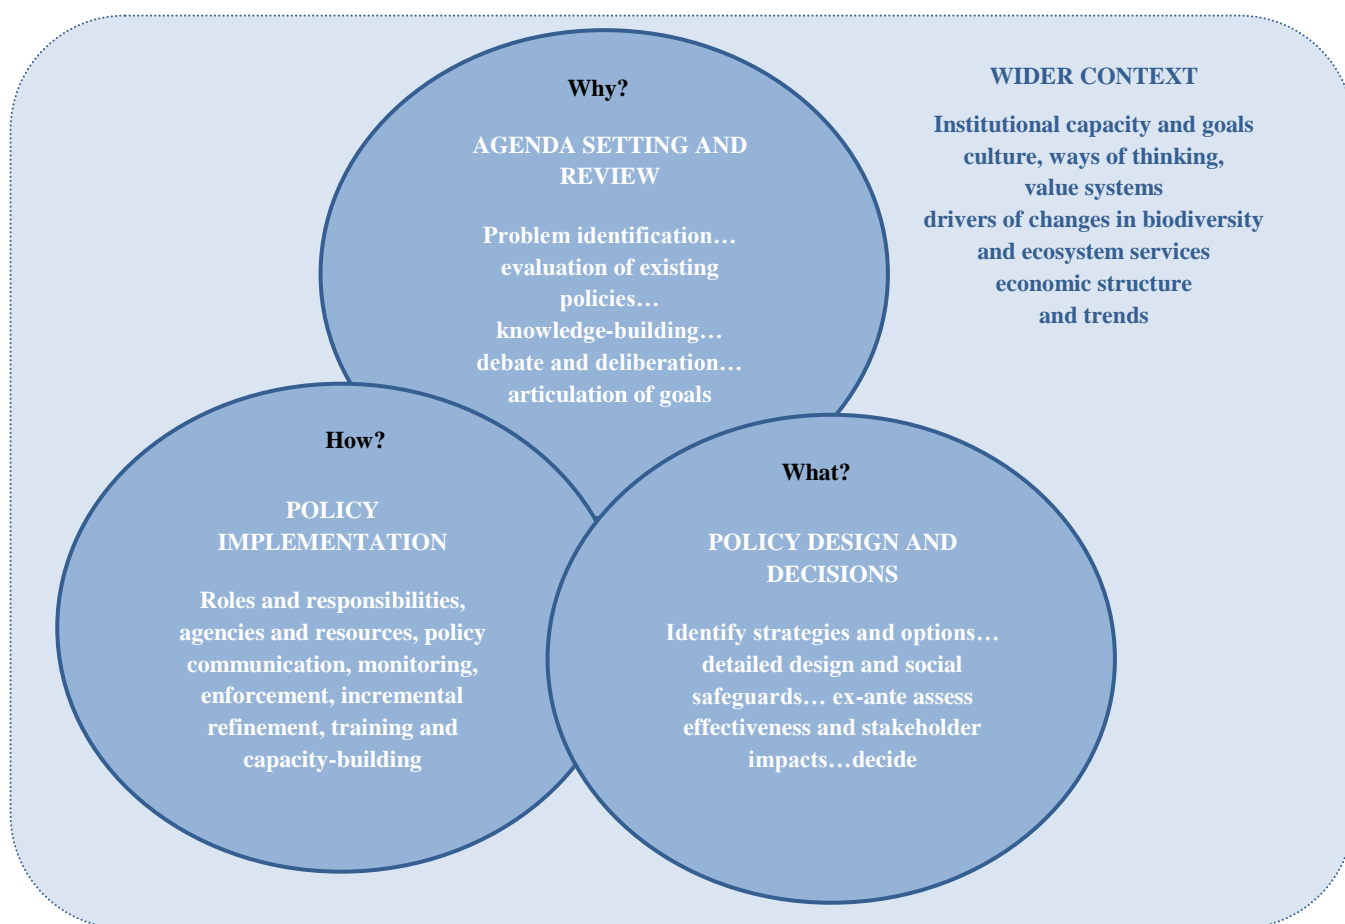 Why?
AGENDA SETTING AND
REVIEW
Problem identification…
evaluation of existing
policies…
knowledge-building…
debate and deliberation…
articulation of goals
WIDER CONTEXT
Institutional capacity and goals
culture, ways of thinking,
value systems
drivers of changes in biodiversity
and ecosystem services
economic structure
and trends
How?
POLICY
IMPLEMENTATION
Roles and responsibilities,
agencies and resources, policy
communication, monitoring,
enforcement, incremental
refinement, training and
capacity-building
What?
POLICY DESIGN AND
DECISIONS
Identify strategies and options…
detailed design and social
safeguards… ex-ante assess
effectiveness and stakeholder
impacts…decide